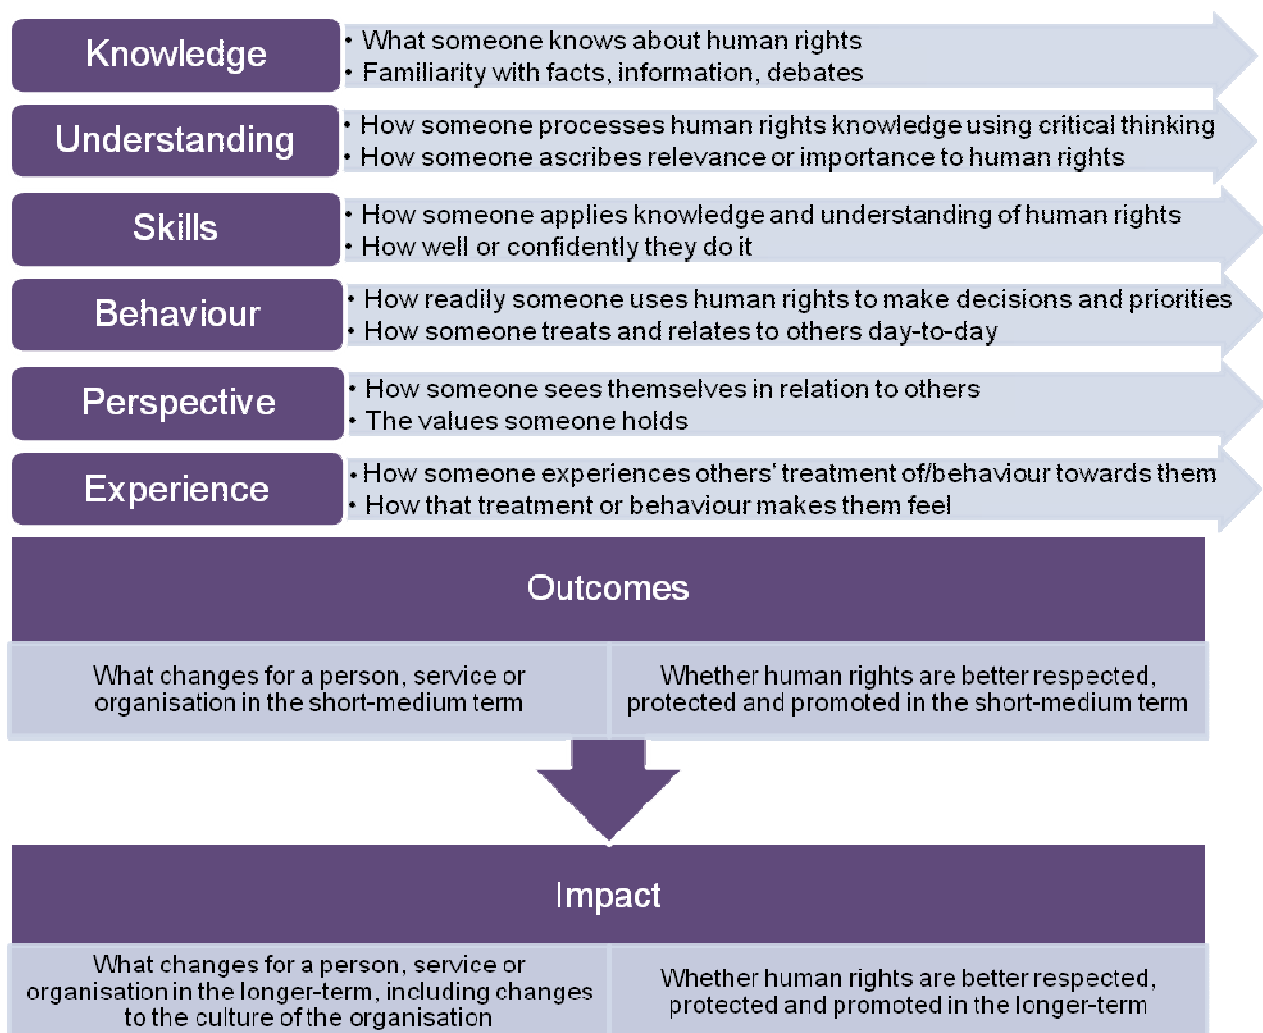 Knowledge
• What someone knows about human rights
• Familiarity with facts, information, debates
Understanding
• How someone processes human rights knowledge using critical thinking
• How someone ascribes relevance or importance to human rights
Skills
• How someone applies knowledge and understanding of human rights
• How well or confidently they do it
Behaviour
• How readily someone uses human rights to make decisions and priorities
• How someone treats and relates to others day-to-day
Perspective
• How someone sees themselves in relation to others
• The values someone holds
Experience
• How someone experiences others' treatment of/behaviour towards them
• How that treatment or behaviour makes them feel
Outcomes
What changes for a person, service or
organisation in the short-medium term
Whether human rights are better respected,
protected and promoted in the short-medium term
Impact
What changes for a person, service or
organisation in the longer-term, including changes
to the culture of the organisation
Whether human rights are better respected,
protected and promoted in the longer-term